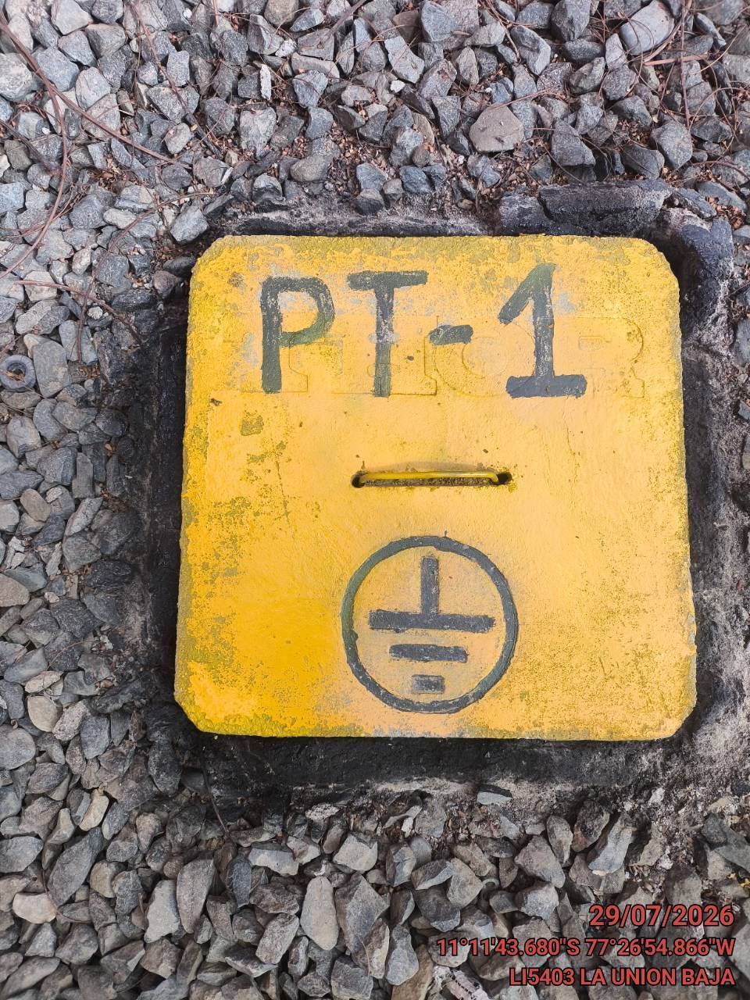 PT-1
29/07/2026
11°11'43.680"S 77°26'54.866"W
LI5403 LA UNION BAJA